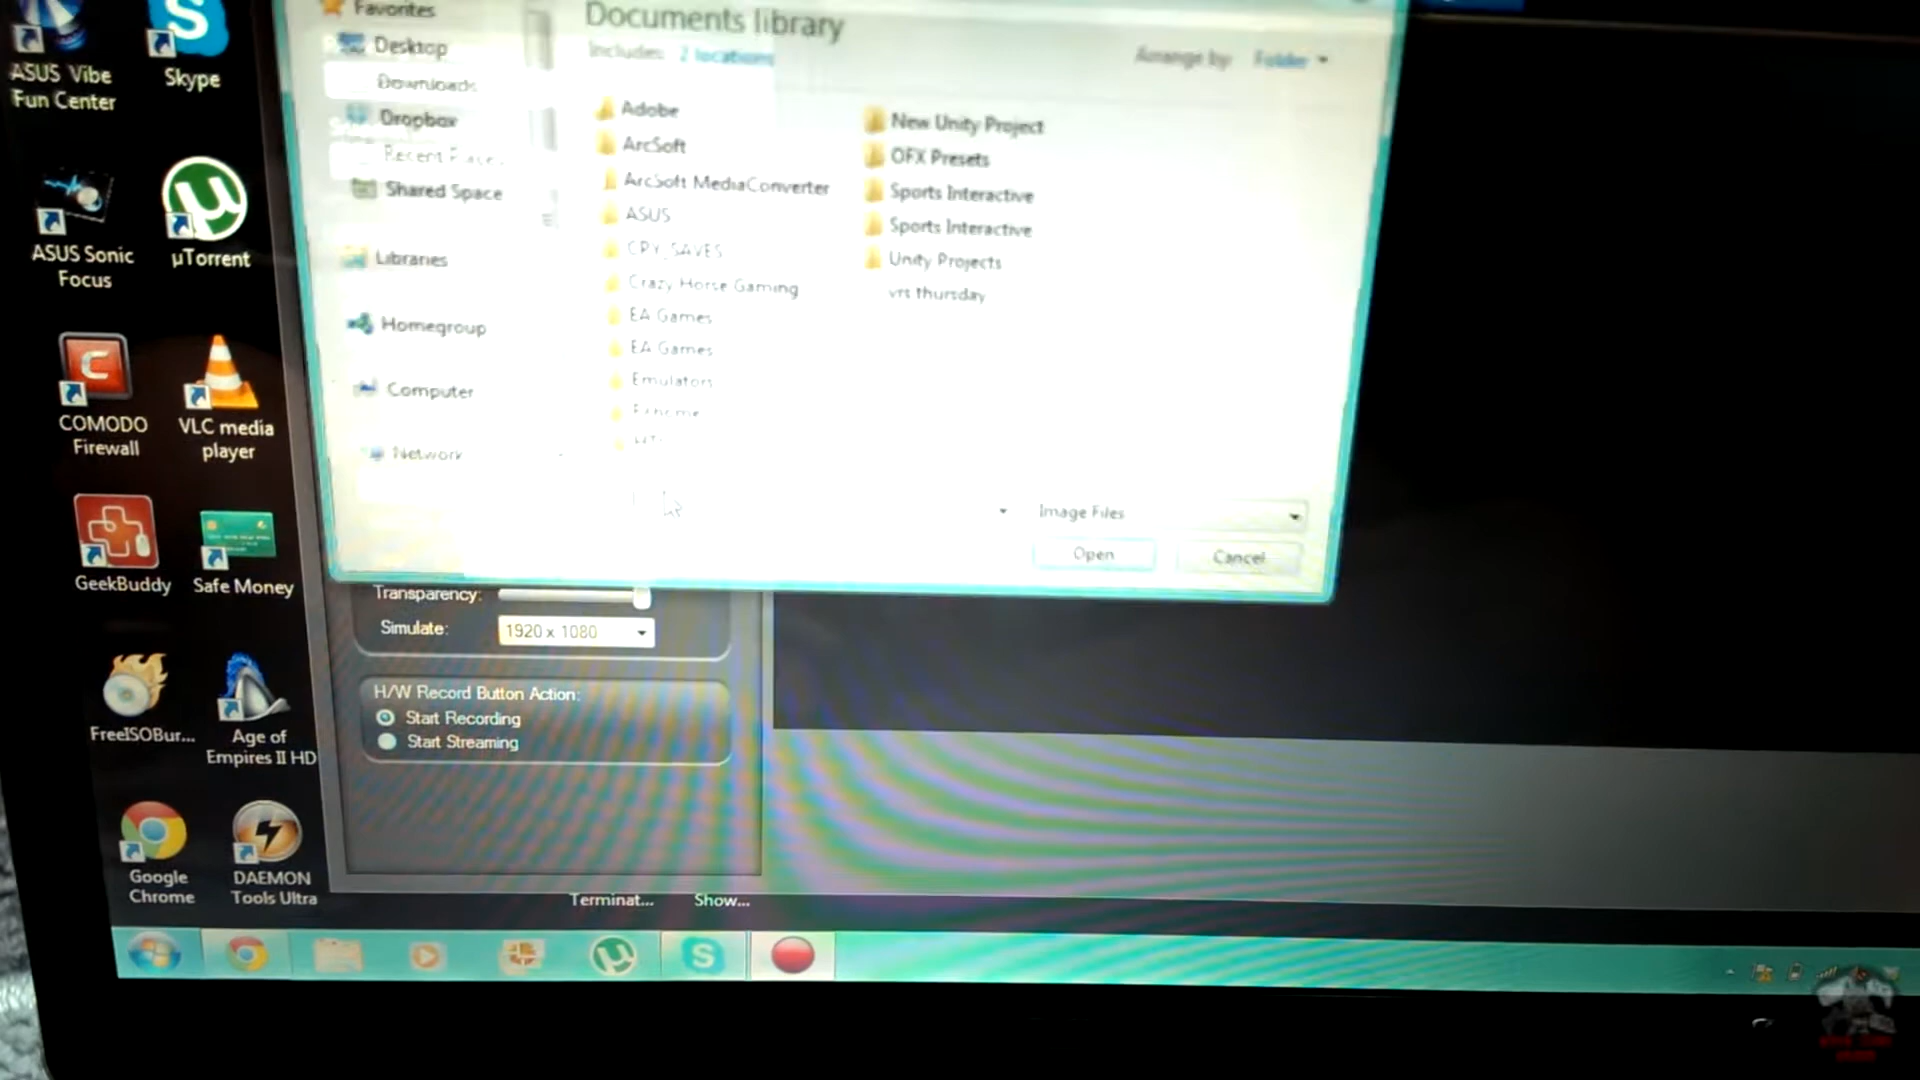 ASUS Vibe
Fun Center
Skype
ASUS Sonic
Focus
µTorrent
COMODO
Firewall
VLC media
player
GeekBuddy
Safe Money
FreeISOBur...
Age of
Empires II HD
Google
Chrome
DAEMON
Tools Ultra
Favorites
Desktop
Downloads
Dropbox
Recent Places
Shared Space
Libraries
Homegroup
Computer
Network
Documents library
Includes: 2 locations
Arrange by: Folder
Adobe
ArcSoft
ArcSoft MediaConverter
ASUS
CPY_SAVES
Crazy Horse Gaming
EA Games
EA Games
Emulators
New Unity Project
OFX Presets
Sports Interactive
Sports Interactive
Unity Projects
vrs thursday
Image Files
Open
Cancel
Transparency:
Simulate: 1920 x 1080
H/W Record Button Action:
Start Recording
Start Streaming
Terminat...
Show...